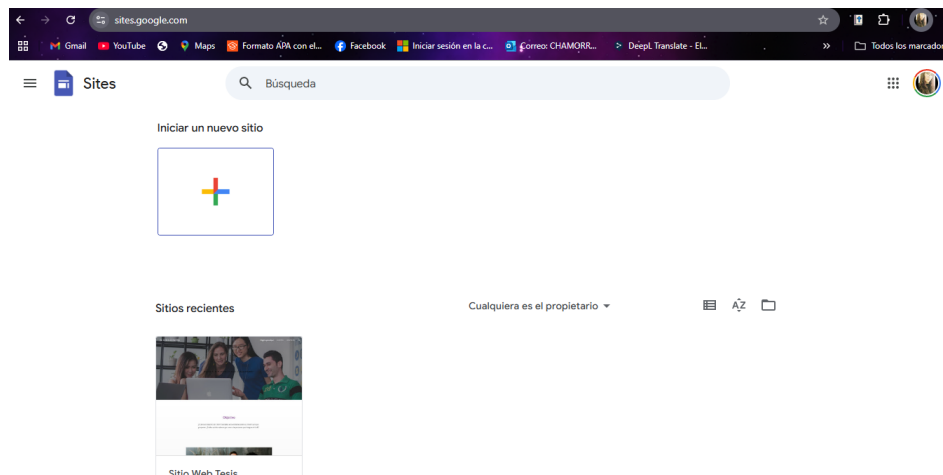 sites.google.com
Gmail YouTube Maps Formato APA con el... Facebook Iniciar sesión en la c... Correo: CHAMORR... DeepL Translate - El... » Todos los marcador
Sites Búsqueda
Iniciar un nuevo sitio
Sitios recientes Cualquiera es el propietario AZ
Sitio Web Tesis